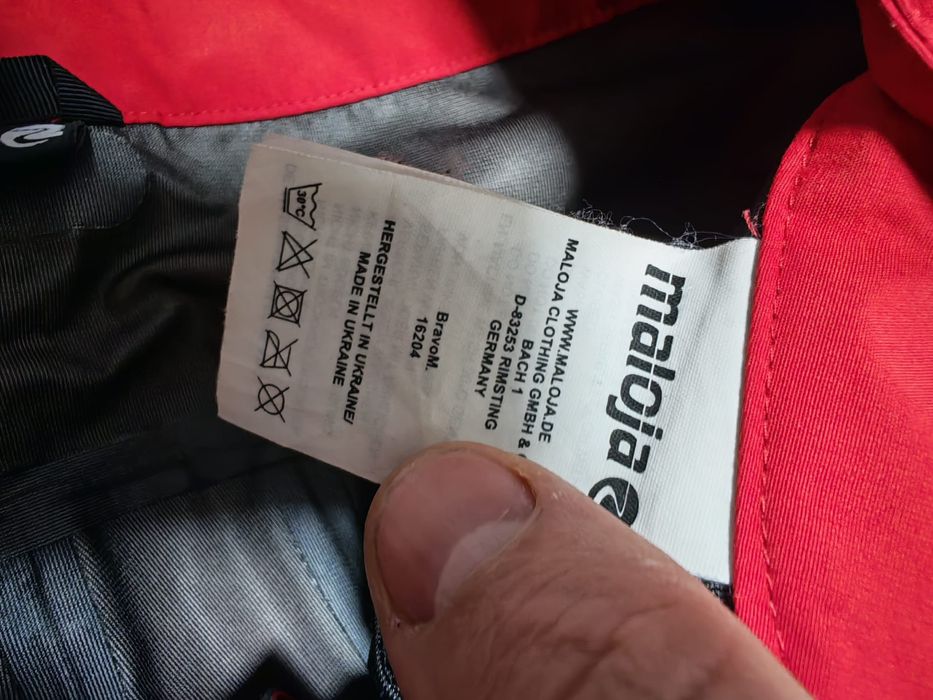 maloja
WWW.MALOJA.DE
MALOJA CLOTHING GMBH &
BACH 1
D-83253 RIMSTING
GERMANY
BravoM.
16204
HERGESTELLT IN UKRAINE/
MADE IN UKRAINE
30°C